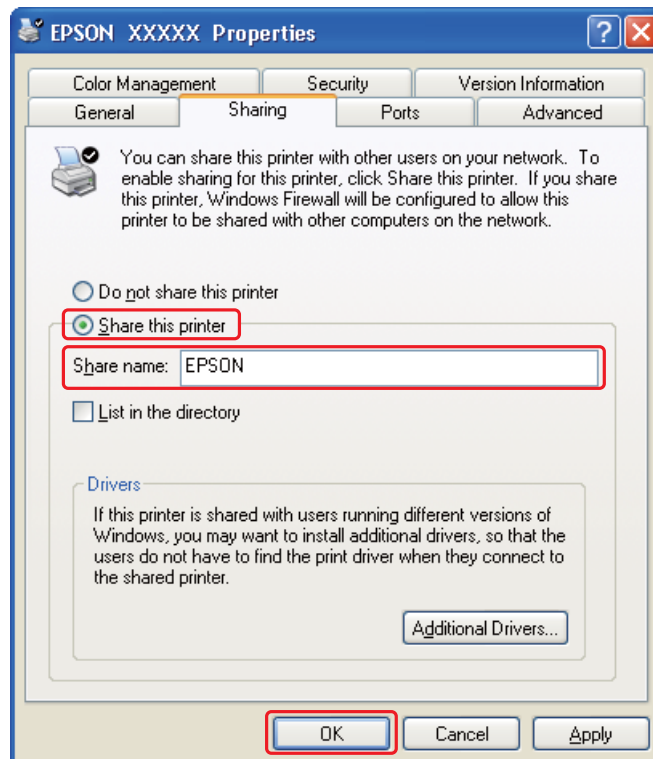 EPSON XXXXX Properties
Color Management Security Version Information
General Sharing Ports Advanced
You can share this printer with other users on your network. To
enable sharing for this printer, click Share this printer. If you share
this printer, Windows Firewall will be configured to allow this
printer to be shared with other computers on the network.
Do not share this printer
Share this printer
Share name: EPSON
List in the directory
Drivers
If this printer is shared with users running different versions of
Windows, you may want to install additional drivers, so that the
users do not have to find the print driver when they connect to
the shared printer.
Additional Drivers...
OK Cancel Apply